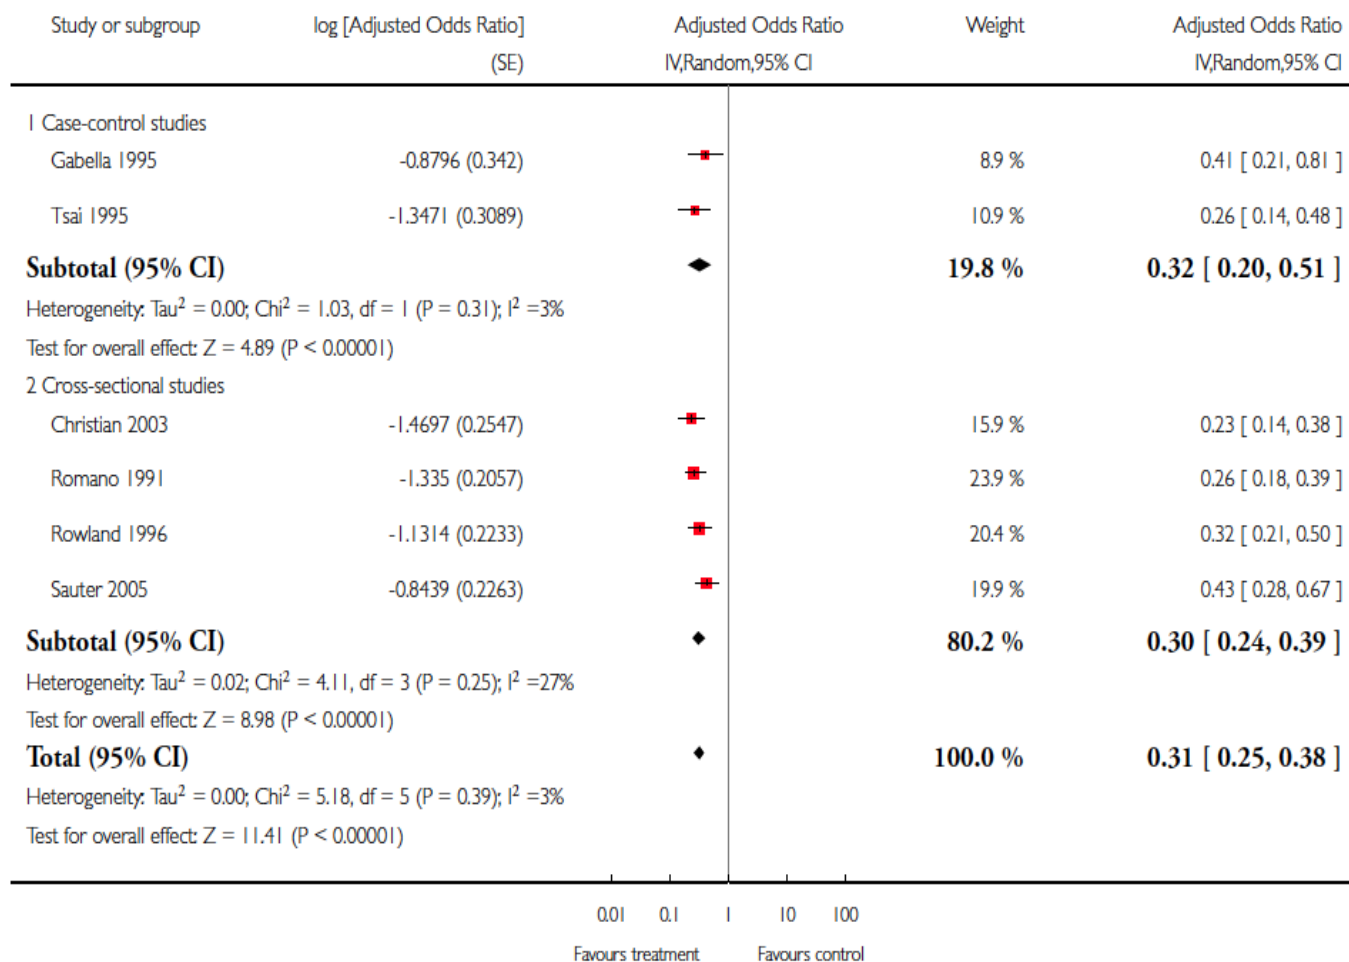 Study or subgroup log [Adjusted Odds Ratio] Adjusted Odds Ratio Weight Adjusted Odds Ratio
(SE) IV,Random,95% CI IV,Random,95% CI
1 Case-control studies
Gabella 1995 -0.8796 (0.342) 8.9 % 0.41 [ 0.21, 0.81 ]
Tsai 1995 -1.3471 (0.3089) 10.9 % 0.26 [ 0.14, 0.48 ]
Subtotal (95% CI) 19.8 % 0.32 [ 0.20, 0.51 ]
Heterogeneity: Tau² = 0.00; Chi² = 1.03, df = 1 (P = 0.31); I² =3%
Test for overall effect: Z = 4.89 (P < 0.00001)
2 Cross-sectional studies
Christian 2003 -1.4697 (0.2547) 15.9 % 0.23 [ 0.14, 0.38 ]
Romano 1991 -1.335 (0.2057) 23.9 % 0.26 [ 0.18, 0.39 ]
Rowland 1996 -1.1314 (0.2233) 20.4 % 0.32 [ 0.21, 0.50 ]
Sauter 2005 -0.8439 (0.2263) 19.9 % 0.43 [ 0.28, 0.67 ]
Subtotal (95% CI) 80.2 % 0.30 [ 0.24, 0.39 ]
Heterogeneity: Tau² = 0.02; Chi² = 4.11, df = 3 (P = 0.25); I² =27%
Test for overall effect: Z = 8.98 (P < 0.00001)
Total (95% CI) 100.0 % 0.31 [ 0.25, 0.38 ]
Heterogeneity: Tau² = 0.00; Chi² = 5.18, df = 5 (P = 0.39); I² =3%
Test for overall effect: Z = 11.41 (P < 0.00001)
0.01 0.1 1 10 100
Favours treatment Favours control